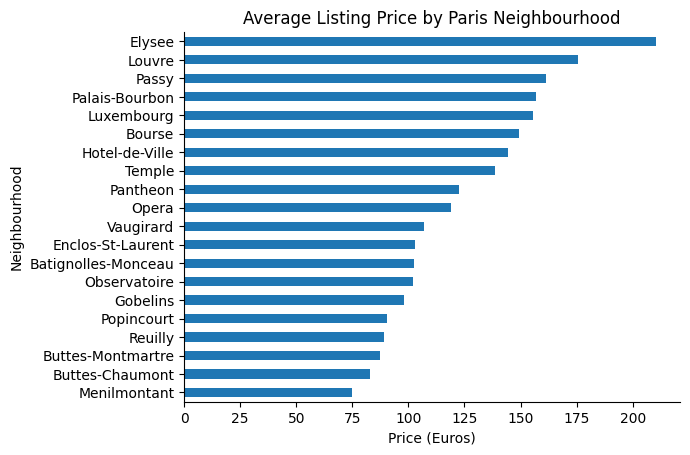 Average Listing Price by Paris Neighbourhood
Neighbourhood
Elysee
Louvre
Passy
Palais-Bourbon
Luxembourg
Bourse
Hotel-de-Ville
Temple
Pantheon
Opera
Vaugirard
Enclos-St-Laurent
Batignolles-Monceau
Observatoire
Gobelins
Popincourt
Reuilly
Buttes-Montmartre
Buttes-Chaumont
Menilmontant
0 25 50 75 100 125 150 175 200
Price (Euros)